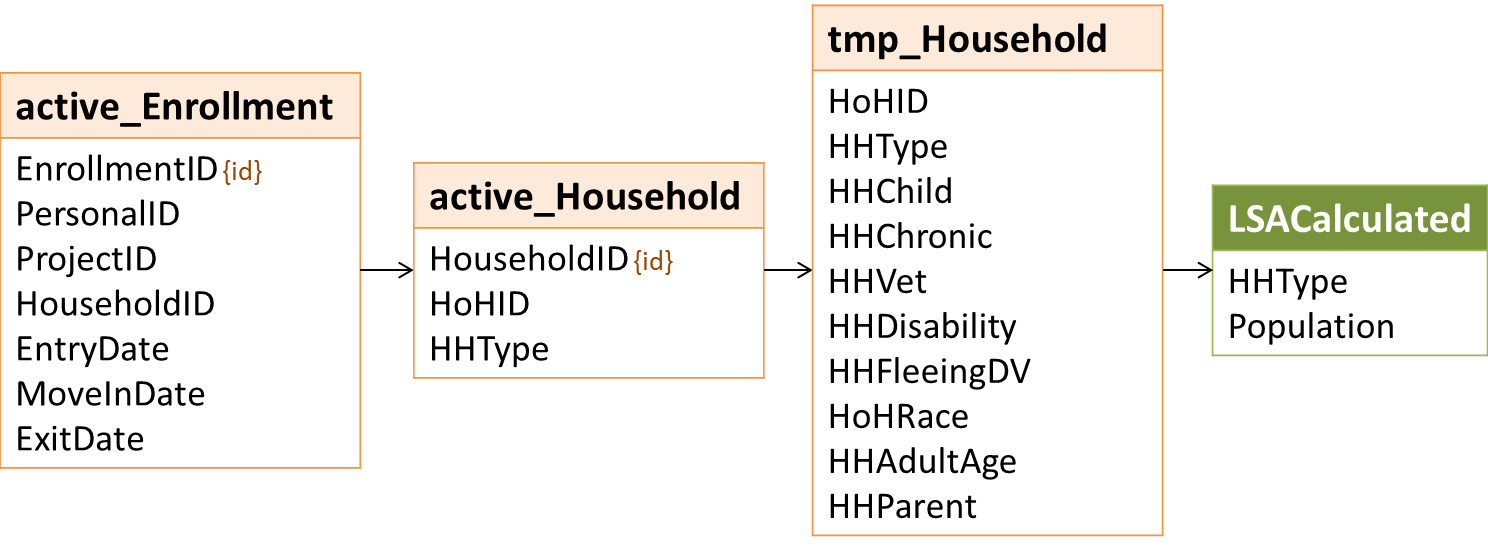 active_Enrollment
EnrollmentID {id}
PersonalID
ProjectID
HouseholdID
EntryDate
MoveInDate
ExitDate
active_Household
HouseholdID {id}
HoHID
HHType
tmp_Household
HoHID
HHType
HHChild
HHChronic
HHVet
HHDisability
HHFleeingDV
HoHRace
HHAdultAge
HHParent
LSACalculated
HHType
Population